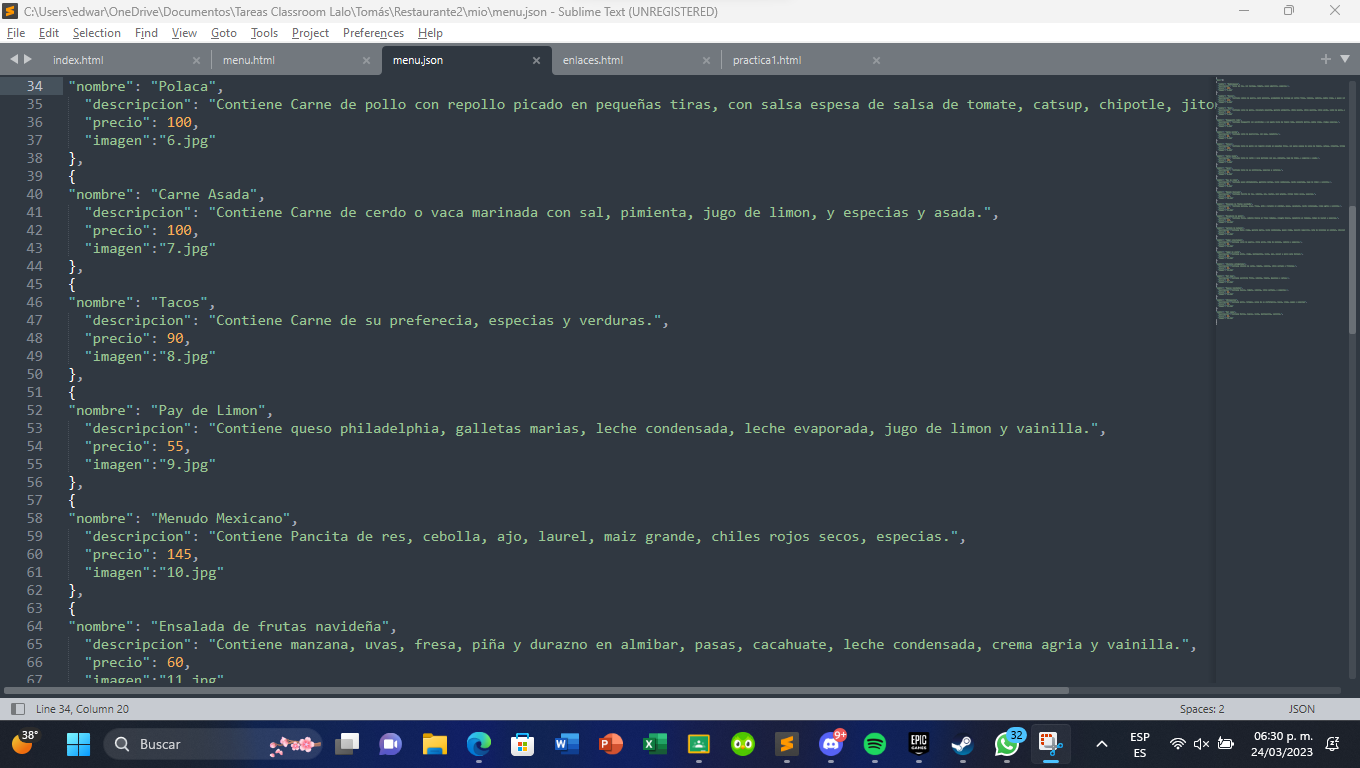 C:\Users\edwar\OneDrive\Documentos\Tareas Classroom Lalo\Tomás\Restaurante2\mio\menu.json - Sublime Text (UNREGISTERED)
File Edit Selection Find View Goto Tools Project Preferences Help
index.html menu.html menu.json enlaces.html practica1.html
34 "nombre": "Polaca",
35 "descripcion": "Contiene Carne de pollo con repollo picado en pequeñas tiras, con salsa espesa de salsa de tomate, catsup, chipotle, jito
36 "precio": 100,
37 "imagen":"6.jpg"
38 },
39 {
40 "nombre": "Carne Asada",
41 "descripcion": "Contiene Carne de cerdo o vaca marinada con sal, pimienta, jugo de limon, y especias y asada.",
42 "precio": 100,
43 "imagen":"7.jpg"
44 },
45 {
46 "nombre": "Tacos",
47 "descripcion": "Contiene Carne de su preferecia, especias y verduras.",
48 "precio": 90,
49 "imagen":"8.jpg"
50 },
51 {
52 "nombre": "Pay de Limon",
53 "descripcion": "Contiene queso philadelphia, galletas marias, leche condensada, leche evaporada, jugo de limon y vainilla.",
54 "precio": 55,
55 "imagen":"9.jpg"
56 },
57 {
58 "nombre": "Menudo Mexicano",
59 "descripcion": "Contiene Pancita de res, cebolla, ajo, laurel, maiz grande, chiles rojos secos, especias.",
60 "precio": 145,
61 "imagen":"10.jpg"
62 },
63 {
64 "nombre": "Ensalada de frutas navideña",
65 "descripcion": "Contiene manzana, uvas, fresa, piña y durazno en almibar, pasas, cacahuate, leche condensada, crema agria y vainilla.",
66 "precio": 60,
67 "imagen":"11.jpg"
Line 34, Column 20 Spaces: 2 JSON
38° Buscar 9+ EPIC GAMES 32 ESP 06:30 p. m.
ES 24/03/2023